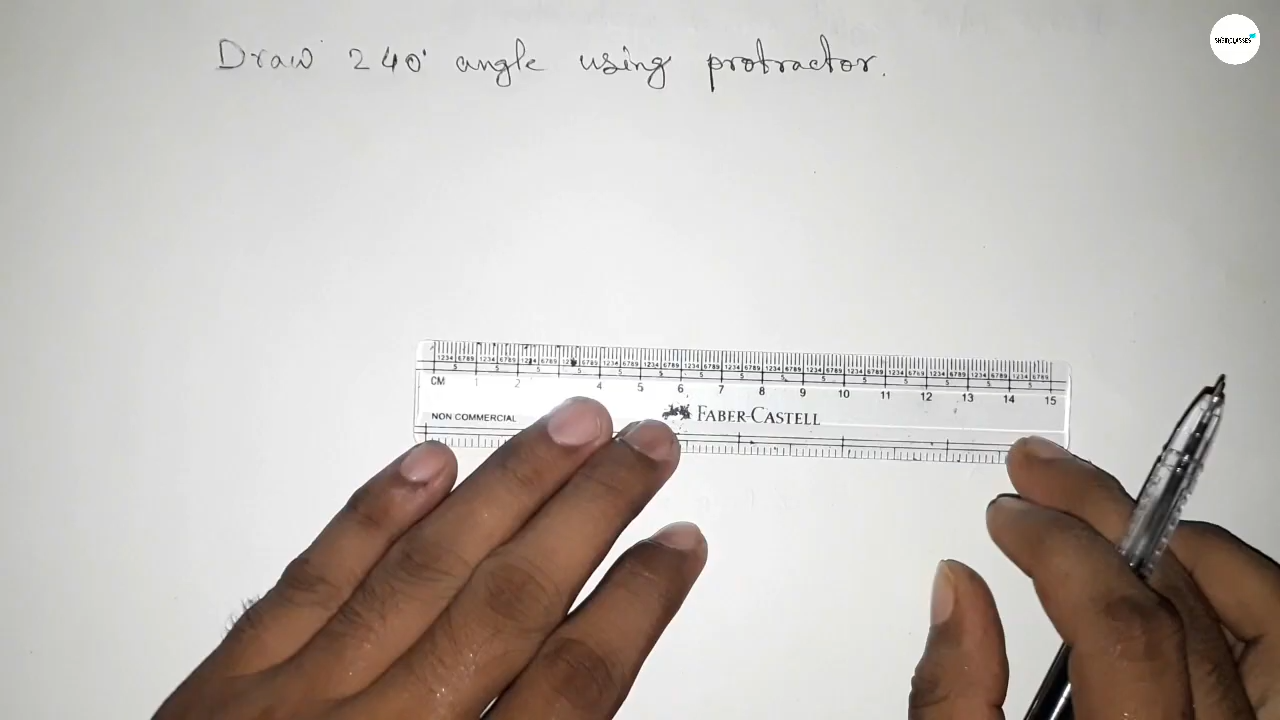 Draw 240° angle using protractor.
SHSIRCLASSES
CM 1 2 4 5 6 7 8 9 10 11 12 13 14 15
NON COMMERCIAL FABER-CASTELL